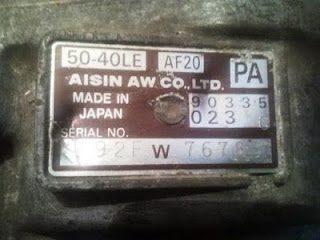 50-40LE AF20 PA
AISIN AW CO.,LTD.
MADE IN 90335
JAPAN 023
SERIAL NO.
W